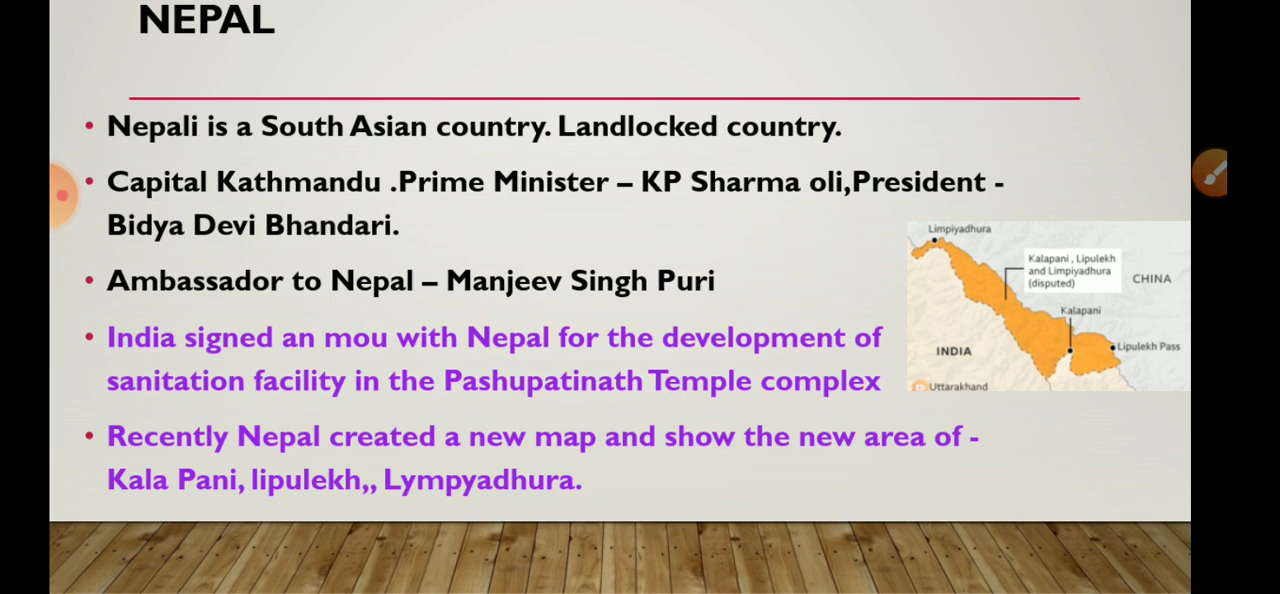 NEPAL
• Nepali is a South Asian country. Landlocked country.
• Capital Kathmandu .Prime Minister – KP Sharma oli,President -
Bidya Devi Bhandari.
• Ambassador to Nepal – Manjeev Singh Puri
• India signed an mou with Nepal for the development of
sanitation facility in the Pashupatinath Temple complex
• Recently Nepal created a new map and show the new area of -
Kala Pani, lipulekh,, Lympyadhura.
Limpiyadhura
Kalapani , Lipulekh
and Limpiyadhura
(disputed)
CHINA
Kalapani
Lipulekh Pass
INDIA
Uttarakhand